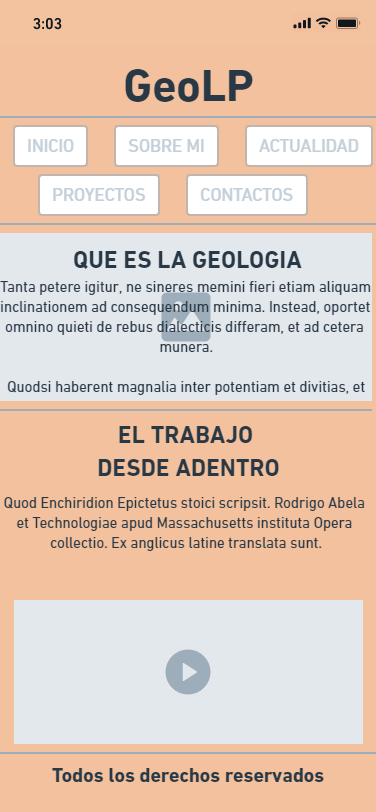 3:03
GeoLP
INICIO
SOBRE MI
ACTUALIDAD
PROYECTOS
CONTACTOS
QUE ES LA GEOLOGIA
Tanta petere igitur, ne sineres memini fieri etiam aliquam
inclinationem ad consequendum minima. Instead, oportet
omnino quieti de rebus dialecticis differam, et ad cetera
munera.
Quodsi haberent magnalia inter potentiam et divitias, et
EL TRABAJO
DESDE ADENTRO
Quod Enchiridion Epictetus stoici scripsit. Rodrigo Abela
et Technologiae apud Massachusetts instituta Opera
collectio. Ex anglicus latine translata sunt.
Todos los derechos reservados